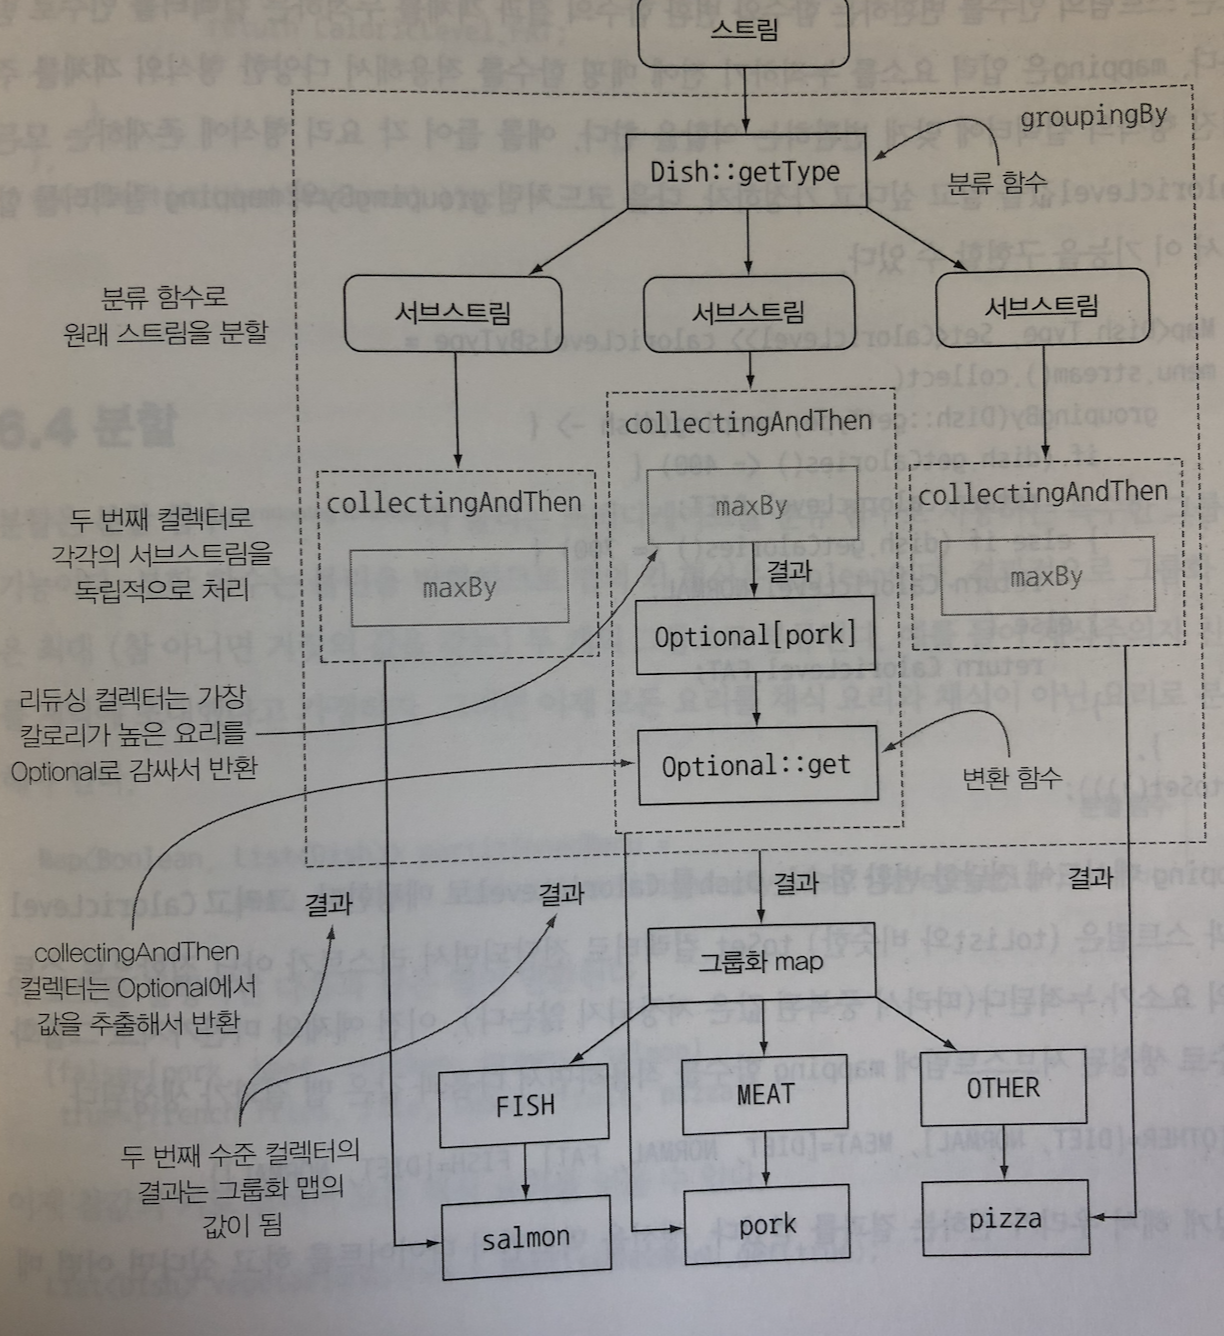 스트림
groupingBy
Dish::getType
분류 함수
분류 함수로
원래 스트림을 분할
서브스트림
서브스트림
서브스트림
두 번째 컬렉터로
각각의 서브스트림을
독립적으로 처리
collectingAndThen
maxBy
collectingAndThen
maxBy
결과
Optional[pork]
Optional::get
collectingAndThen
maxBy
변환 함수
리듀싱 컬렉터는 가장
칼로리가 높은 요리를
Optional로 감싸서 반환
collectingAndThen
컬렉터는 Optional에서
값을 추출해서 반환
결과
결과
결과
결과
그룹화 map
FISH
MEAT
OTHER
두 번째 수준 컬렉터의
결과는 그룹화 맵의
값이 됨
salmon
pork
pizza